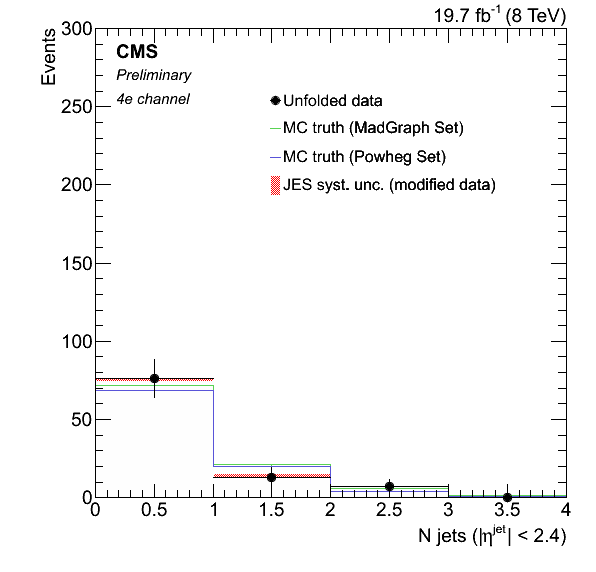 19.7 fb⁻¹ (8 TeV)
Events
CMS
Preliminary
4e channel
Unfolded data
MC truth (MadGraph Set)
MC truth (Powheg Set)
JES syst. unc. (modified data)
300
250
200
150
100
50
0
0 0.5 1 1.5 2 2.5 3 3.5 4
N jets (|η^jet| < 2.4)